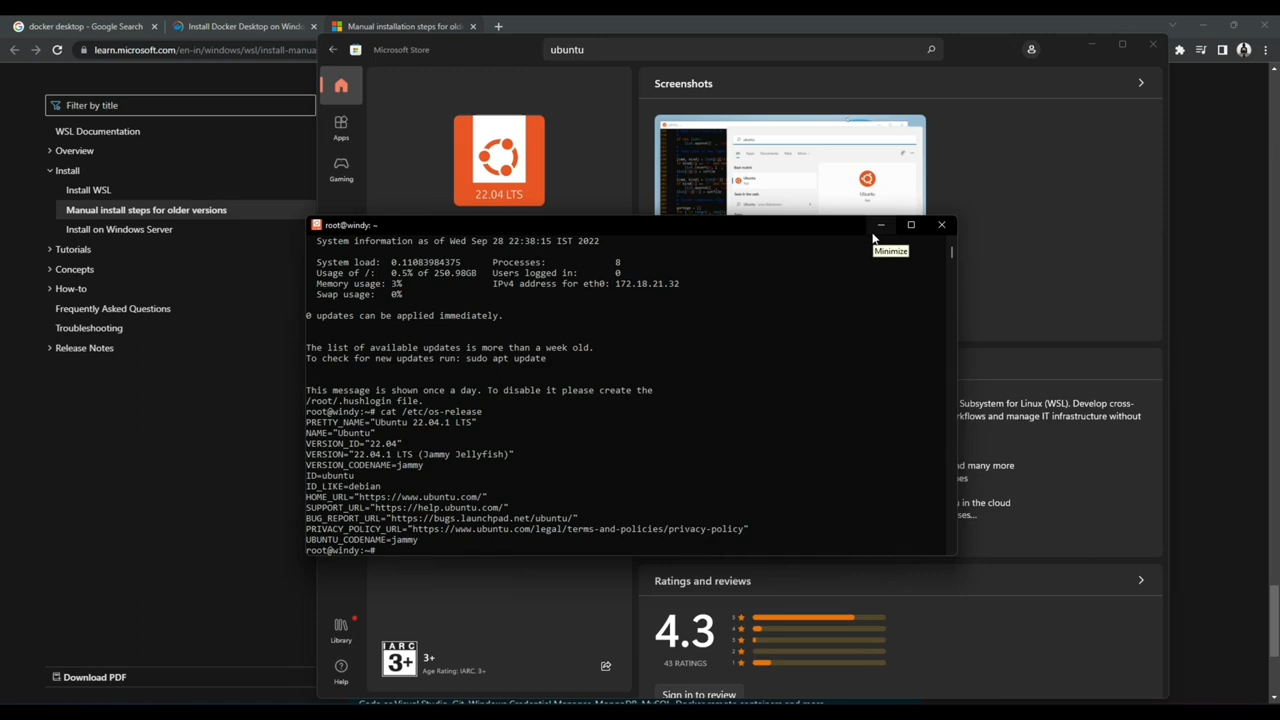 docker desktop - Google Search
Install Docker Desktop on Wind
Manual installation steps for olde
learn.microsoft.com/en-in/windows/wsl/install-manua
Filter by title
WSL Documentation
Overview
Install
Install WSL
Manual install steps for older versions
Install on Windows Server
Tutorials
Concepts
How-to
Frequently Asked Questions
Troubleshooting
Release Notes
Download PDF
Microsoft Store
ubuntu
Apps
Gaming
Library
Help
22.04 LTS
Screenshots
root@windy: ~
Minimize
System information as of Wed Sep 28 22:38:15 IST 2022
System load: 0.11083984375 Processes: 8
Usage of /: 0.5% of 250.98GB Users logged in: 0
Memory usage: 3% IPv4 address for eth0: 172.18.21.32
Swap usage: 0%
0 updates can be applied immediately.
The list of available updates is more than a week old.
To check for new updates run: sudo apt update
This message is shown once a day. To disable it please create the
/root/.hushlogin file.
root@windy:~# cat /etc/os-release
PRETTY_NAME="Ubuntu 22.04.1 LTS"
NAME="Ubuntu"
VERSION_ID="22.04"
VERSION="22.04.1 LTS (Jammy Jellyfish)"
VERSION_CODENAME=jammy
ID=ubuntu
ID_LIKE=debian
HOME_URL="https://www.ubuntu.com/"
SUPPORT_URL="https://help.ubuntu.com/"
BUG_REPORT_URL="https://bugs.launchpad.net/ubuntu/"
PRIVACY_POLICY_URL="https://www.ubuntu.com/legal/terms-and-policies/privacy-policy"
UBUNTU_CODENAME=jammy
root@windy:~#
Subsystem for Linux (WSL). Develop cross-
workflows and manage IT infrastructure without
nd many more
es
n in the cloud
es...
IARC
3+
3+
Age Rating: IARC. 3+
Ratings and reviews
4.3
43 RATINGS
5
4
3
2
1
Sign in to review